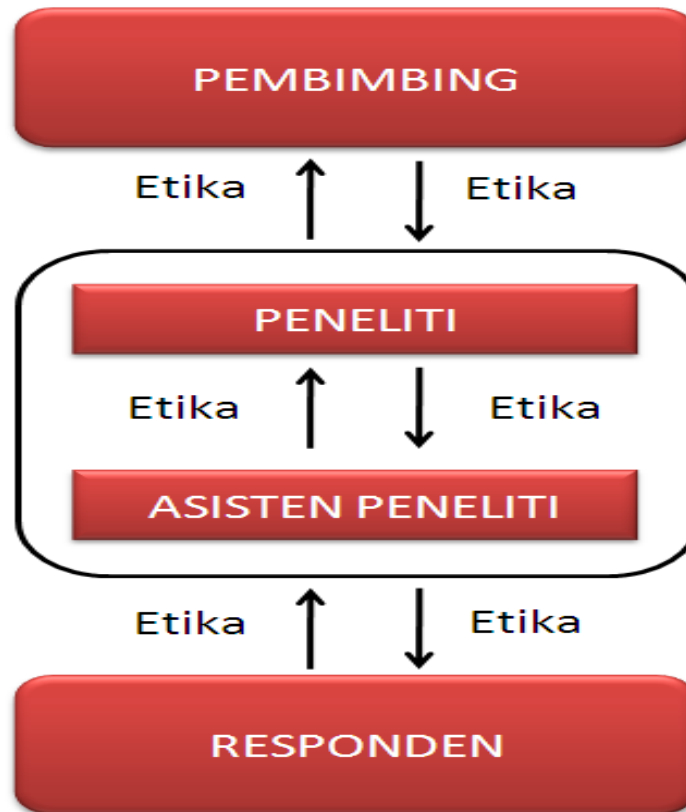 PEMBIMBING
Etika Etika
PENELITI
Etika Etika
ASISTEN PENELITI
Etika Etika
RESPONDEN